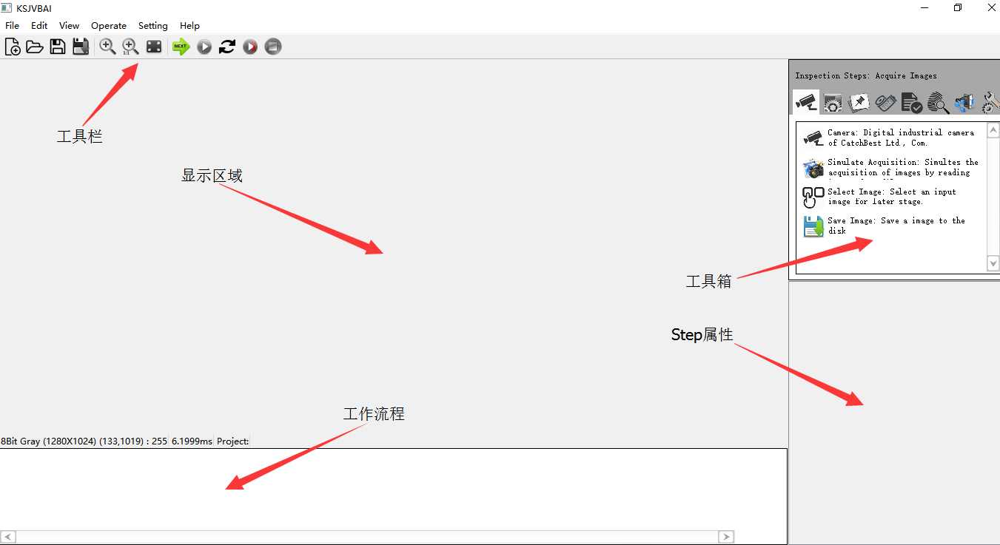 KSJVBAI
File Edit View Operate Setting Help
1:1
NEXT
工具栏
显示区域
Inspection Steps: Acquire Images
Camera: Digital industrial camera
of CatchBest Ltd., Com.
Simulate Acquisition: Simultes the
acquisition of images by reading
Select Image: Select an input
image for later stage.
Save Image: Save a image to the
disk
工具箱
Step属性
工作流程
8Bit Gray (1280X1024) (133,1019) : 255 6.1999ms Project: